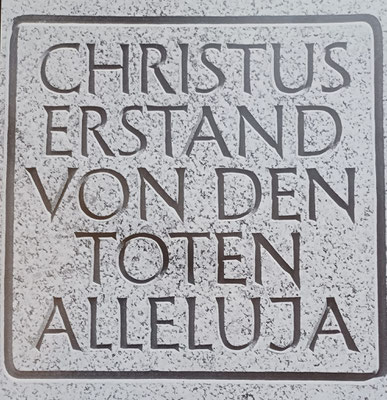 CHRISTUS
ERSTAND
VON DEN
TOTEN
ALLELUJA